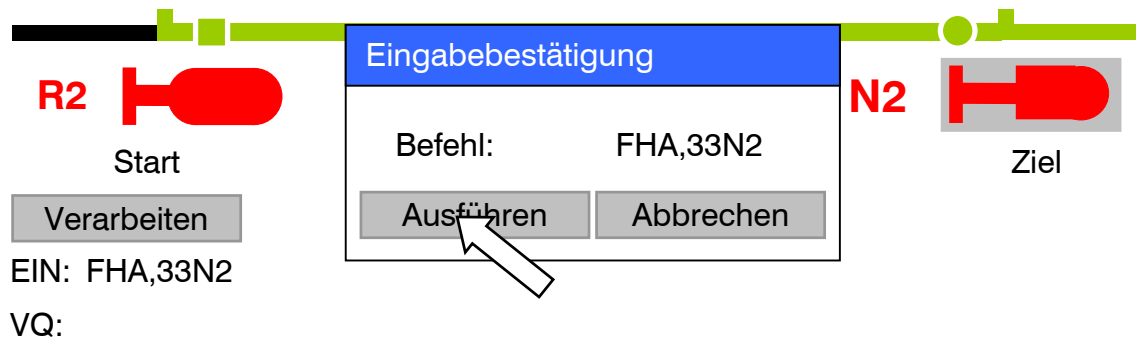 Eingabebestätigung
R2
N2
Befehl: FHA,33N2
Start
Ziel
Ausführen Abbrechen
Verarbeiten
EIN: FHA,33N2
VQ: